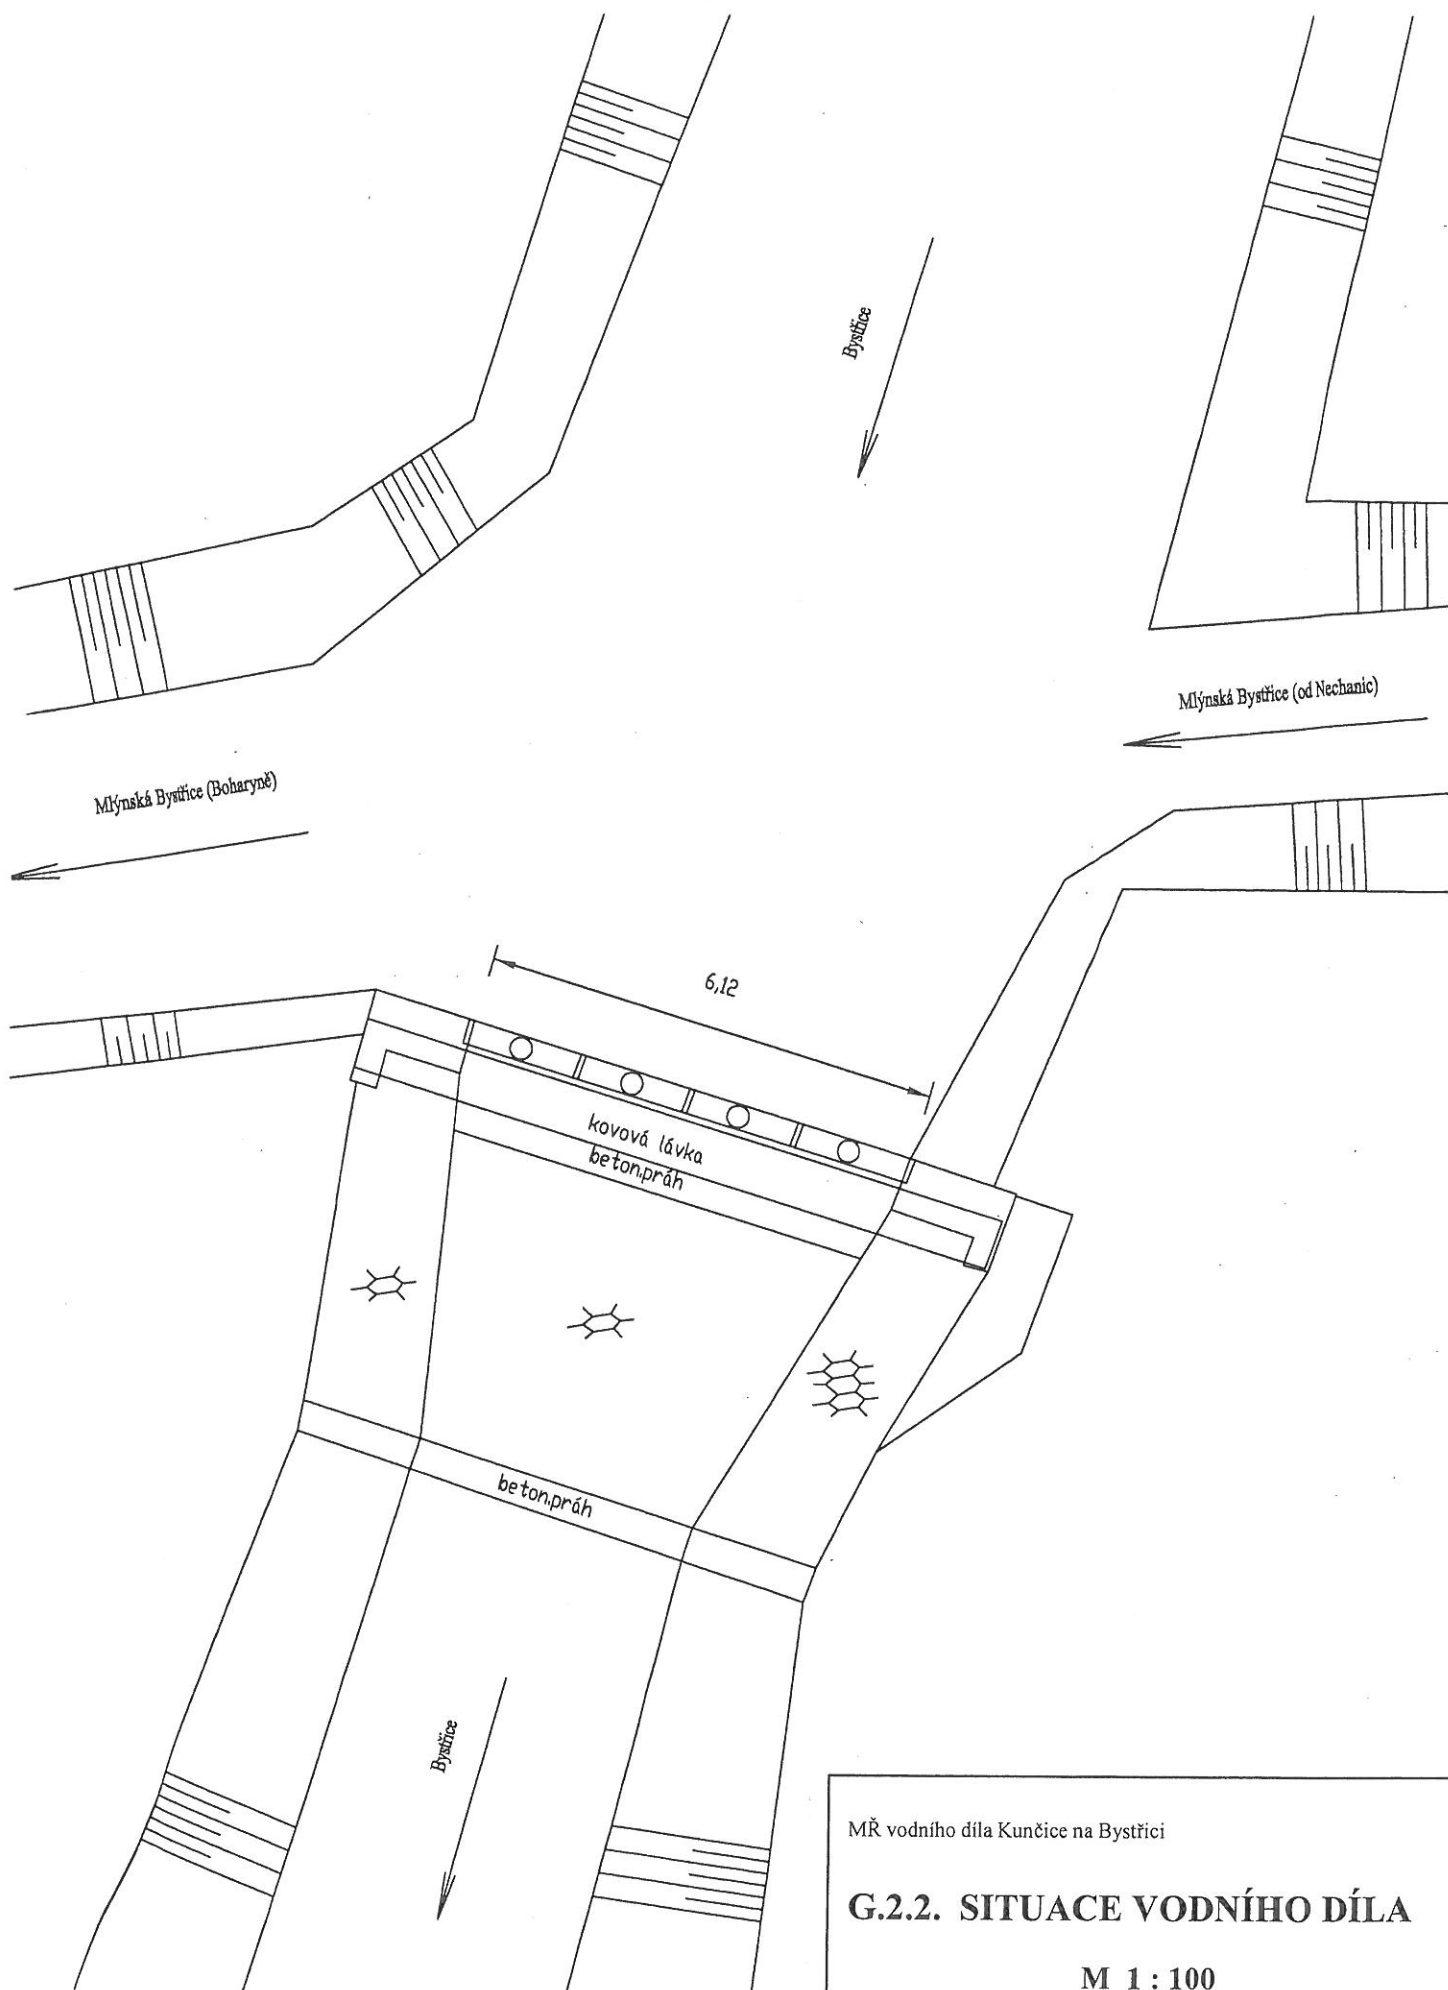 Bystřice
Mlýnská Bystřice (od Nechanic)
Mlýnská Bystřice (Boharyně)
6,12
kovová lávka
beton.práh
beton.práh
Bystřice
MŘ vodního díla Kunčice na Bystřici
G.2.2. SITUACE VODNÍHO DÍLA
M 1 : 100